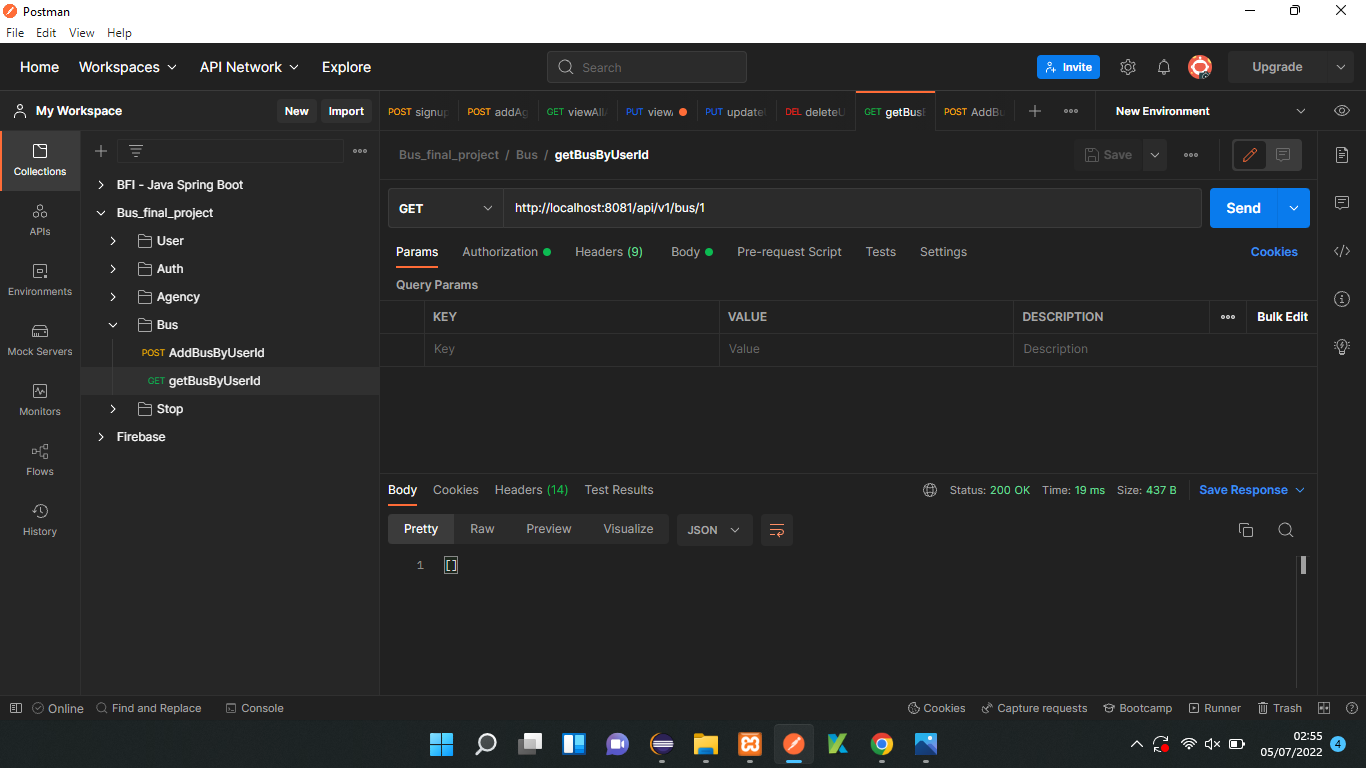 Postman
File Edit View Help
Home Workspaces API Network Explore Search Invite Upgrade
My Workspace New Import
POST signup POST addAg GET viewAll PUT view. PUT update DEL deleteU GET getBusE POST AddBu New Environment
Collections
APIs
Environments
Mock Servers
Monitors
Flows
History
BFI - Java Spring Boot
Bus_final_project
User
Auth
Agency
Bus
POST AddBusByUserId
GET getBusByUserId
Stop
Firebase
Bus_final_project / Bus / getBusByUserId Save
GET http://localhost:8081/api/v1/bus/1 Send
Params Authorization Headers (9) Body Pre-request Script Tests Settings Cookies
Query Params
KEY VALUE DESCRIPTION Bulk Edit
Key Value Description
Body Cookies Headers (14) Test Results Status: 200 OK Time: 19 ms Size: 437 B Save Response
Pretty Raw Preview Visualize JSON
1 []
Online Find and Replace Console Cookies Capture requests Bootcamp Runner Trash
02:55
05/07/2022 4